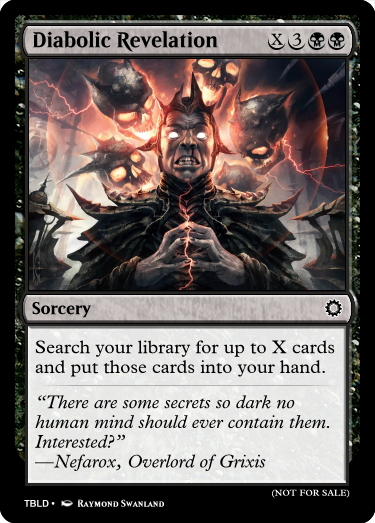 Diabolic Revelation X 3
Sorcery
Search your library for up to X cards
and put those cards into your hand.
“There are some secrets so dark no
human mind should ever contain them.
Interested?”
—Nefarox, Overlord of Grixis
(NOT FOR SALE)
TBLD • Raymond Swanland